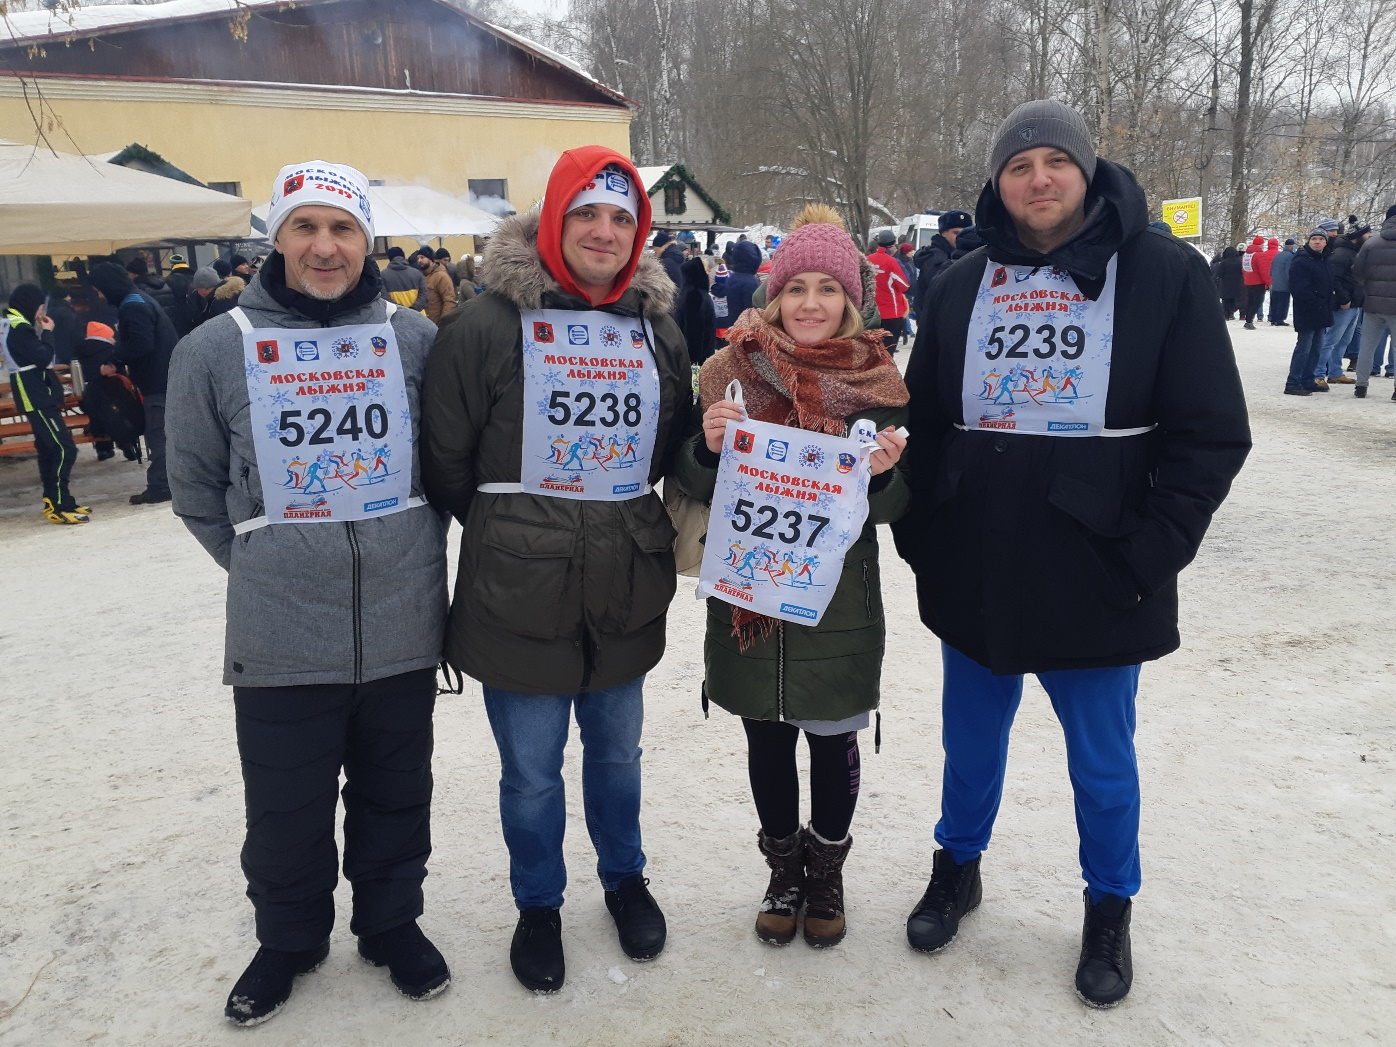 МОСКОВСКАЯ
ЛЫЖНЯ
2019
МОСКОВСКАЯ
ЛЫЖНЯ
5240
ПЛАНЕРНАЯ
ДЕКАТЛОН
МОСКОВСКАЯ
ЛЫЖНЯ
5238
ПЛАНЕРНАЯ
ДЕКАТЛОН
МОСКОВСКАЯ
ЛЫЖНЯ
5237
ПЛАНЕРНАЯ
ДЕКАТЛОН
МОСКОВСКАЯ
ЛЫЖНЯ
5239
ПЛАНЕРНАЯ
ДЕКАТЛОН